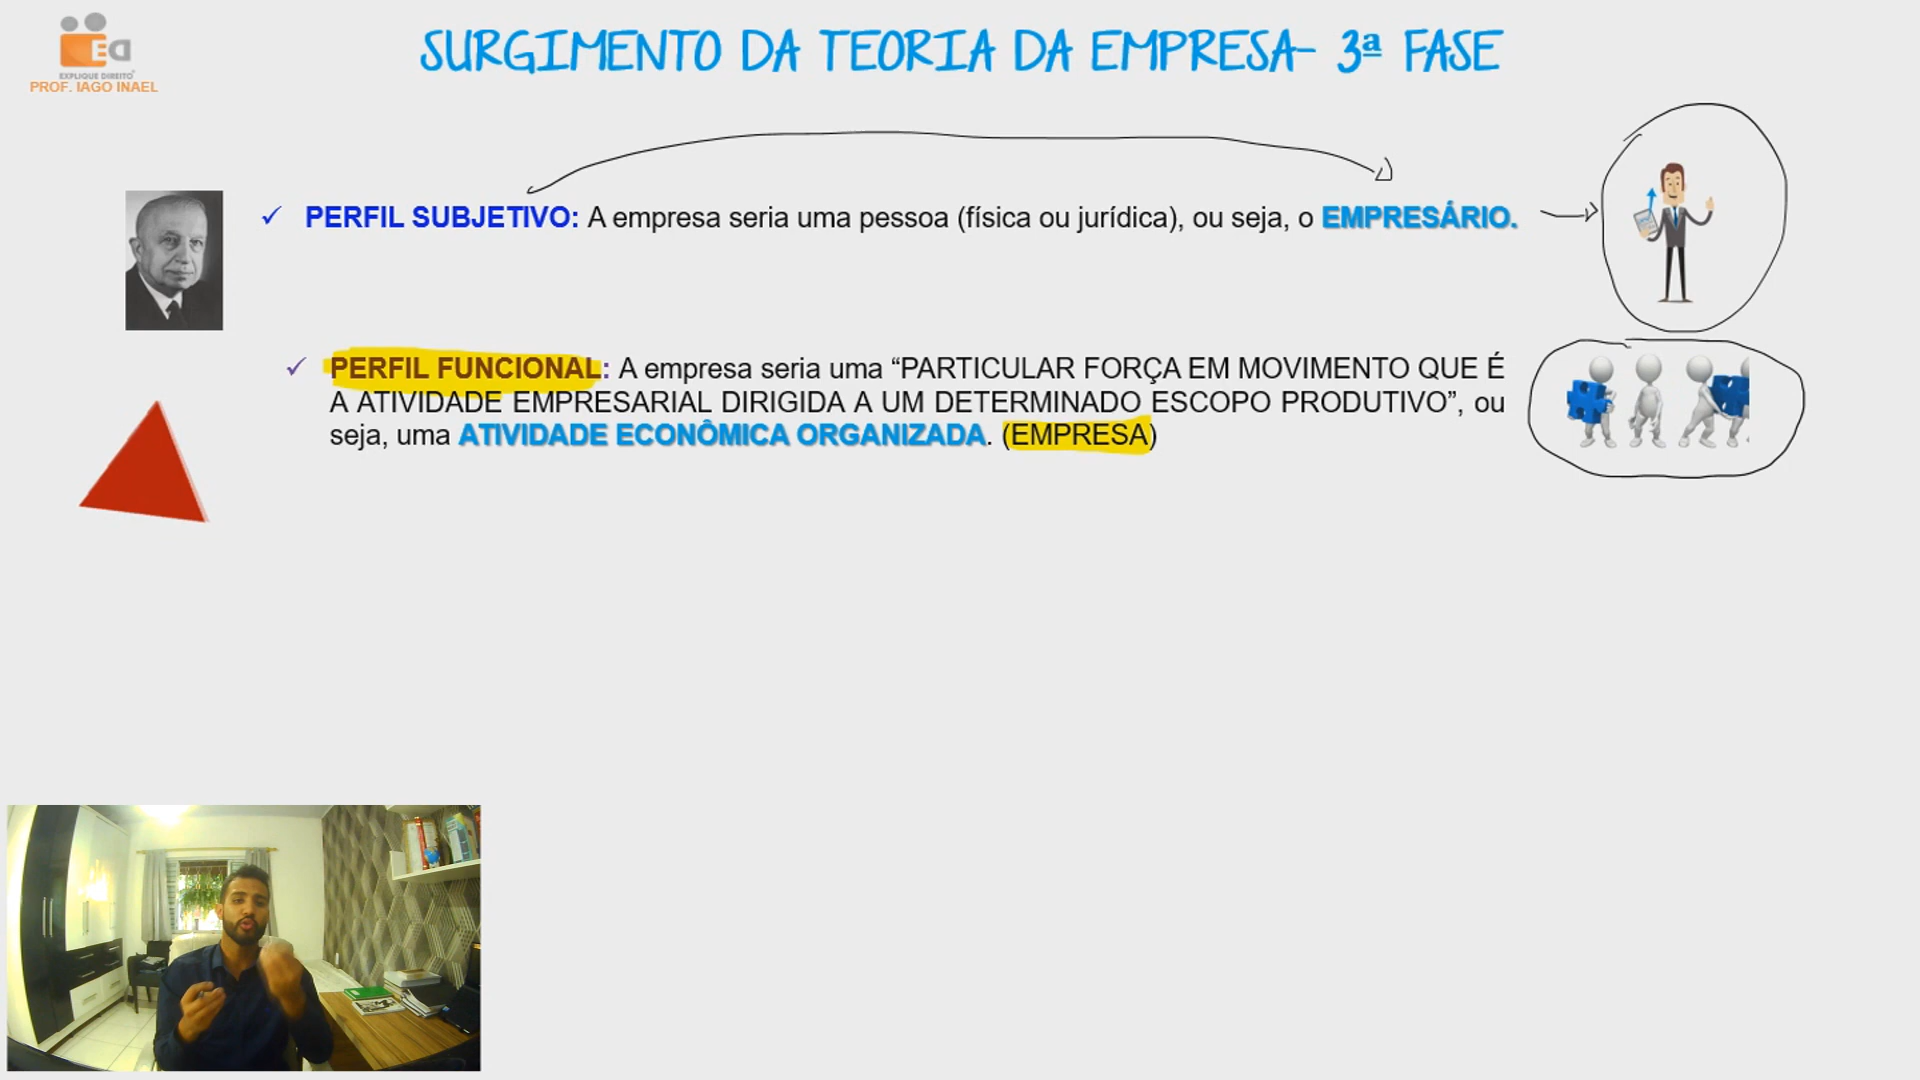 EXPLIQUE DIREITO
PROF. IAGO INAEL
SURGIMENTO DA TEORIA DA EMPRESA- 3ª FASE
✓ PERFIL SUBJETIVO: A empresa seria uma pessoa (física ou jurídica), ou seja, o EMPRESÁRIO.
✓ PERFIL FUNCIONAL: A empresa seria uma “PARTICULAR FORÇA EM MOVIMENTO QUE É
A ATIVIDADE EMPRESARIAL DIRIGIDA A UM DETERMINADO ESCOPO PRODUTIVO”, ou
seja, uma ATIVIDADE ECONÔMICA ORGANIZADA. (EMPRESA)